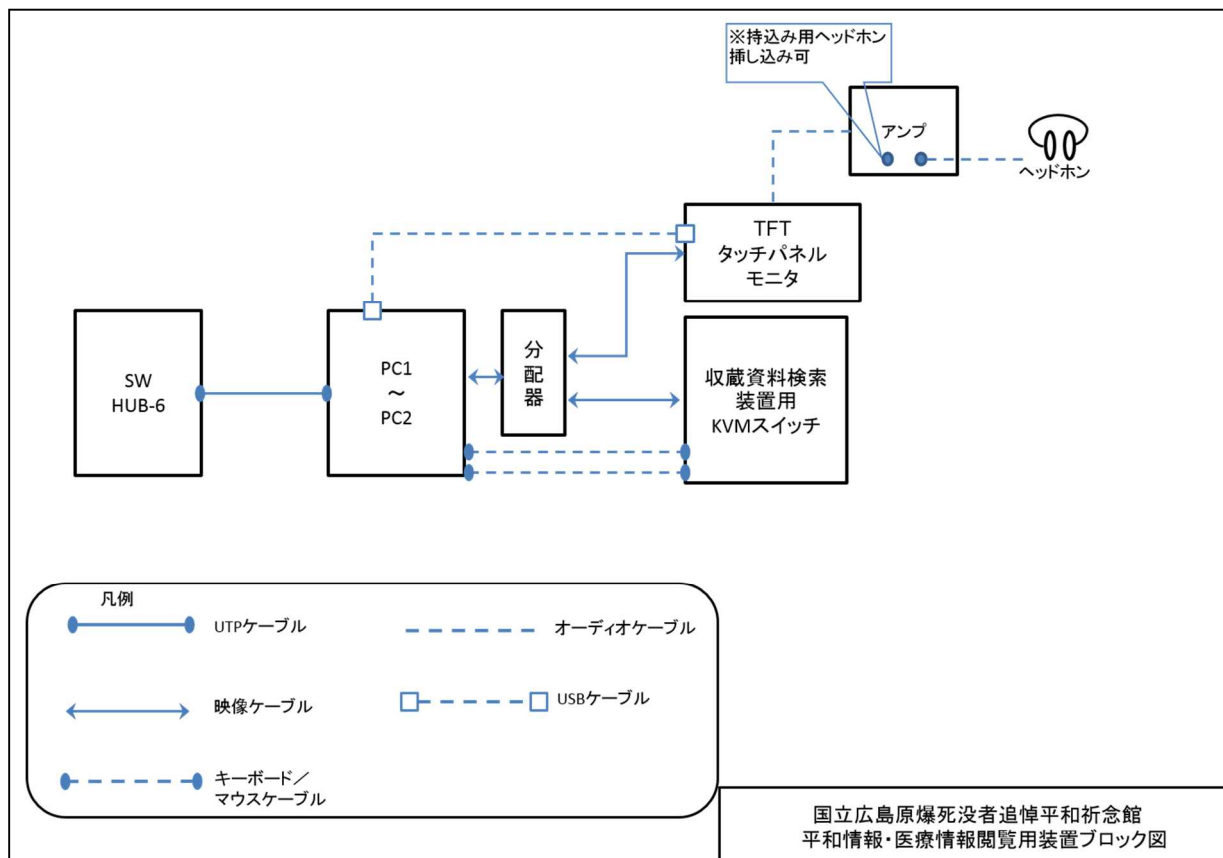 ※持込み用ヘッドホン
挿し込み可
アンプ
ヘッドホン
TFT
タッチパネル
モニタ
SW
HUB-6
PC1
～
PC2
分
配
器
収蔵資料検索
装置用
KVMスイッチ
凡例
UTPケーブル
オーディオケーブル
映像ケーブル
USBケーブル
キーボード／
マウスケーブル
国立広島原爆死没者追悼平和祈念館
平和情報・医療情報閲覧用装置ブロック図